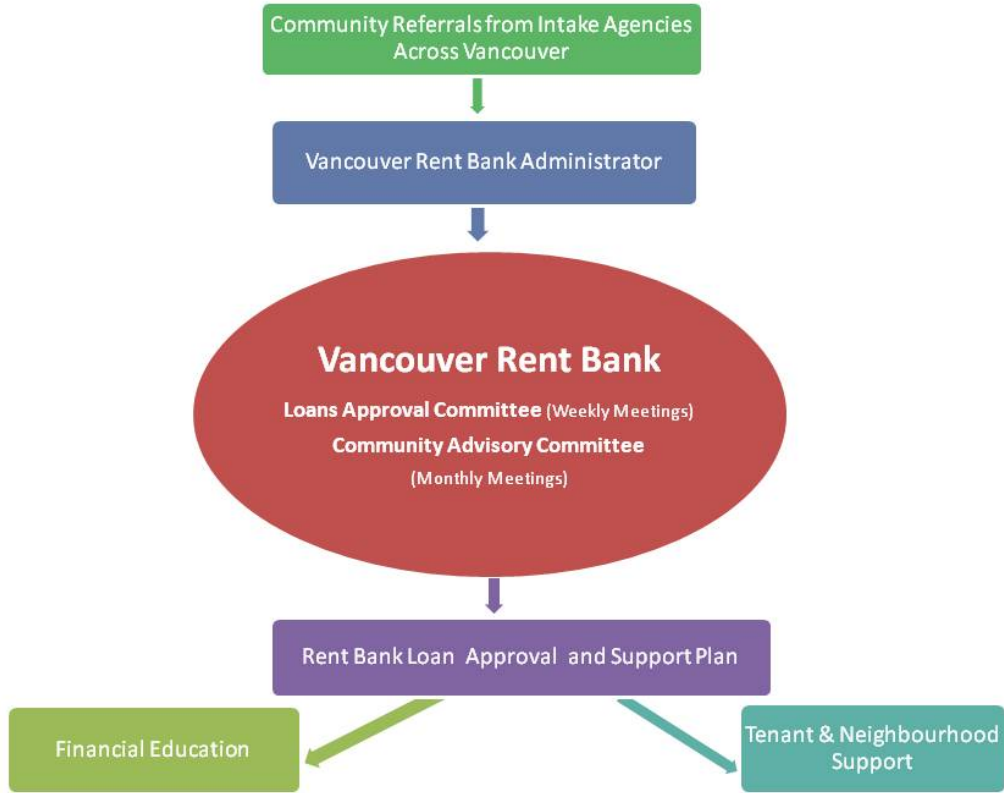 Community Referrals from Intake Agencies
Across Vancouver
Vancouver Rent Bank Administrator
Vancouver Rent Bank
Loans Approval Committee (Weekly Meetings)
Community Advisory Committee
(Monthly Meetings)
Rent Bank Loan Approval and Support Plan
Financial Education
Tenant & Neighbourhood
Support